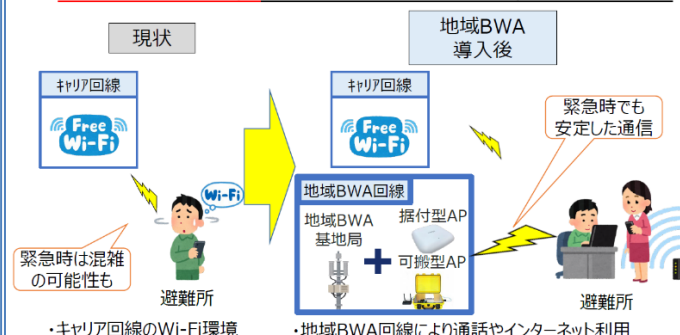 現状
地域BWA
導入後
キャリア回線
Free
Wi-Fi
Wi-Fi
緊急時は混雑
の可能性も
避難所
・キャリア回線のWi-Fi環境
キャリア回線
Free
Wi-Fi
緊急時でも
安定した通信
地域BWA回線
地域BWA
基地局
+
据付型AP
可搬型AP
避難所
・地域BWA回線により通話やインターネット利用